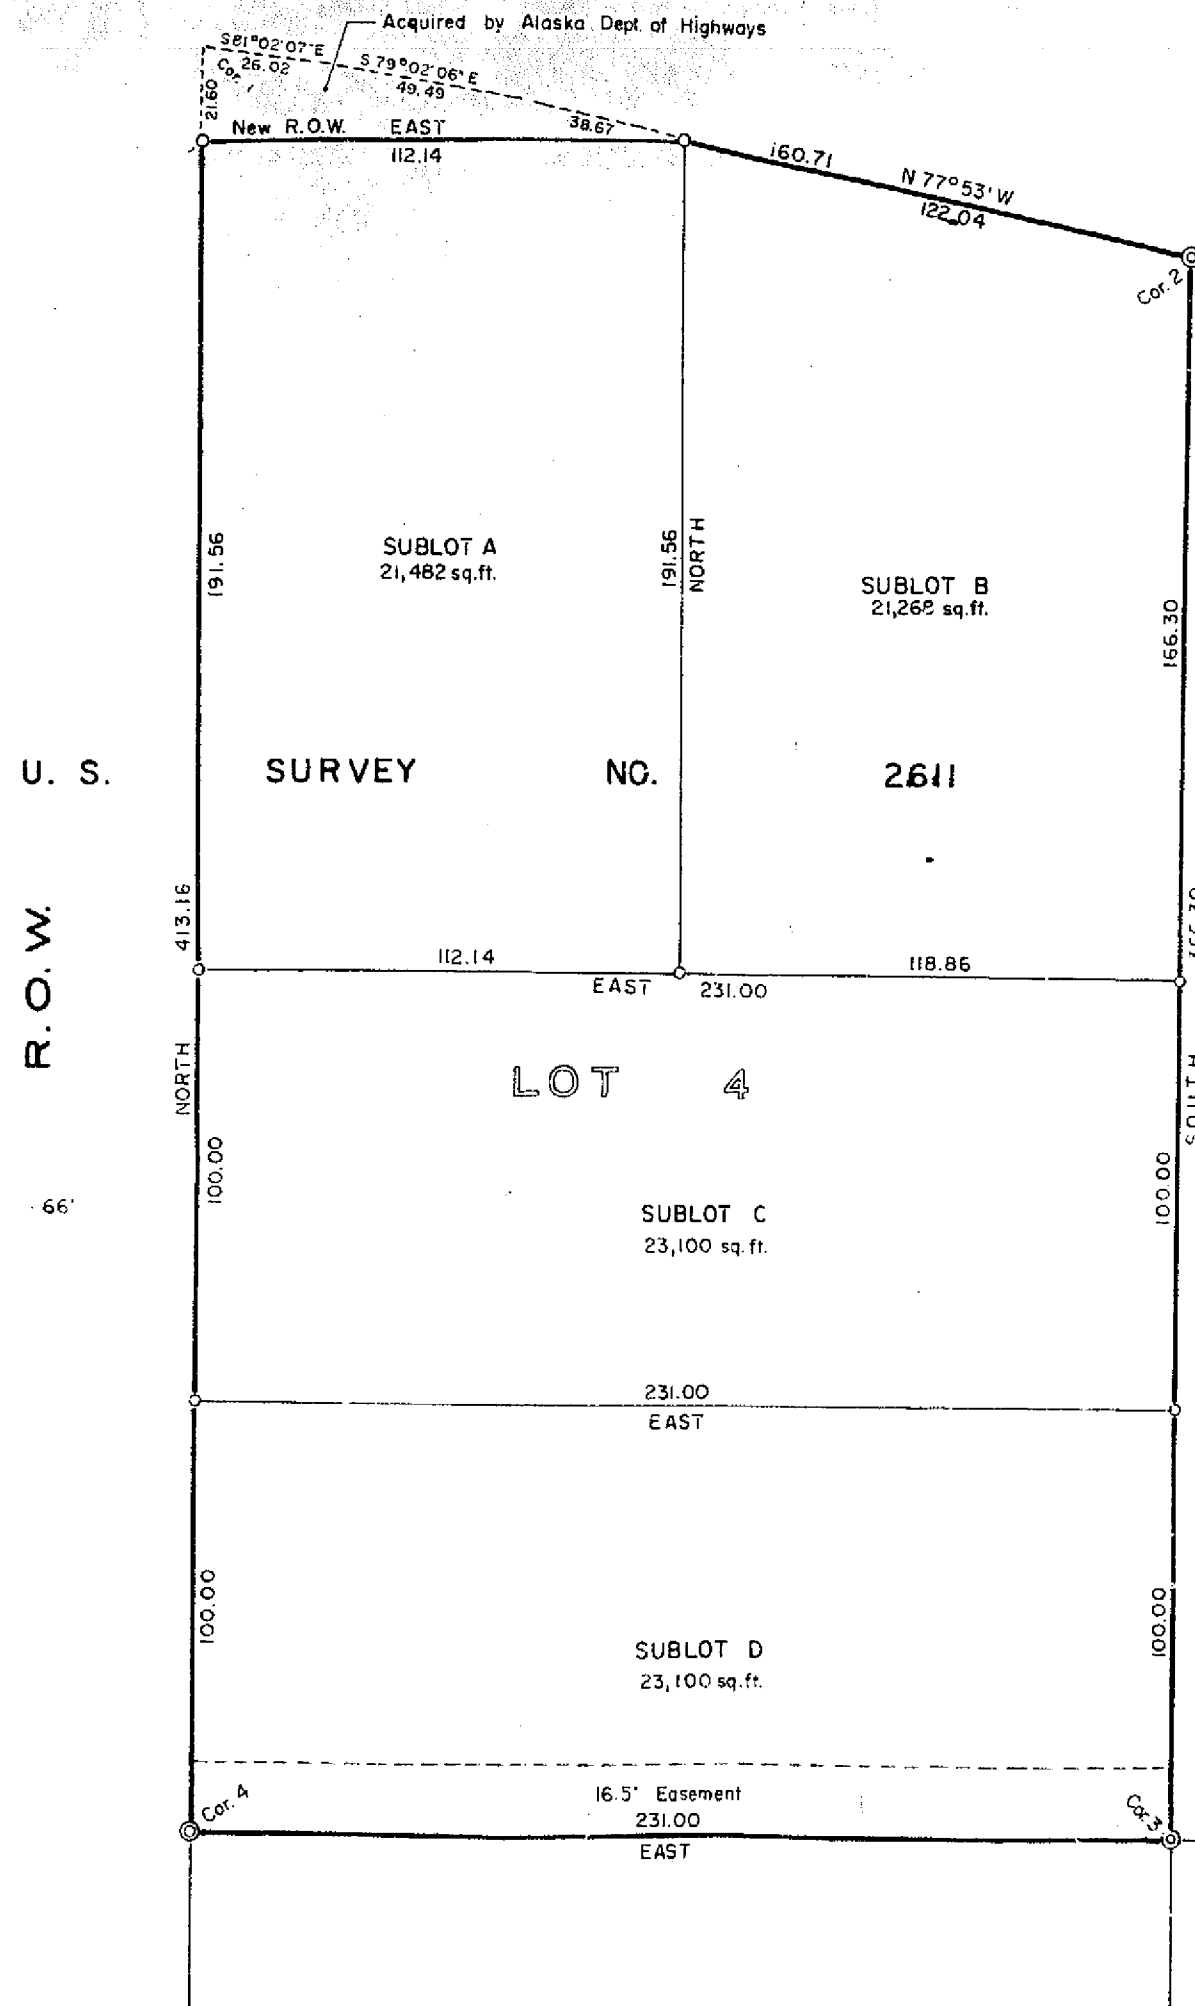 Acquired by Alaska Dept. of Highways
S 81°02'07" E
26.02
S 79°02'06" E
49.49
Cor. 1
21.60
38.67
New R.O.W. EAST
112.14
160.71
N 77°53' W
122.04
Cor. 2
191.56
SUBLOT A
21,482 sq.ft.
191.56
NORTH
SUBLOT B
21,268 sq.ft.
166.30
U. S. SURVEY NO. 2611
413.16
R.O.W.
112.14
118.86
EAST 231.00
NORTH
LOT 4
SOUTH
100.00
100.00
66'
SUBLOT C
23,100 sq.ft.
231.00
EAST
100.00
100.00
SUBLOT D
23,100 sq.ft.
16.5' Easement
Cor. 4
Cor. 3
231.00
EAST